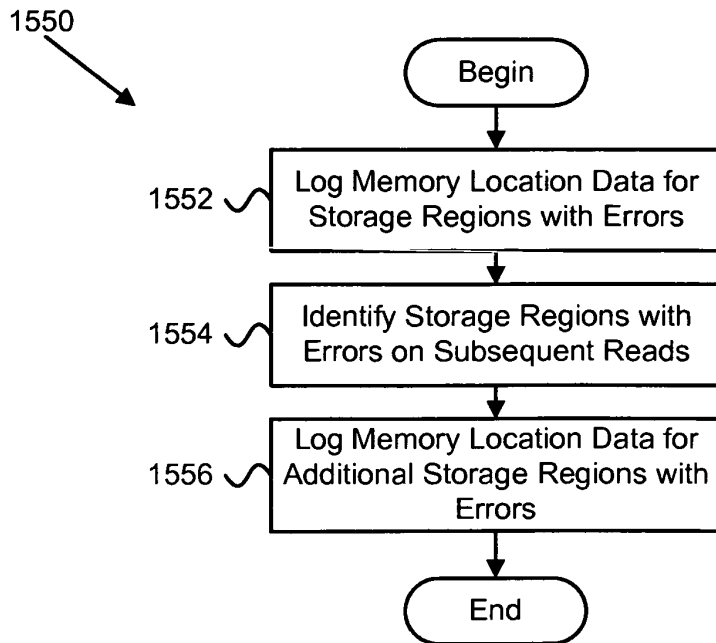 1550
Begin
1552
Log Memory Location Data for
Storage Regions with Errors
1554
Identify Storage Regions with
Errors on Subsequent Reads
1556
Log Memory Location Data for
Additional Storage Regions with
Errors
End